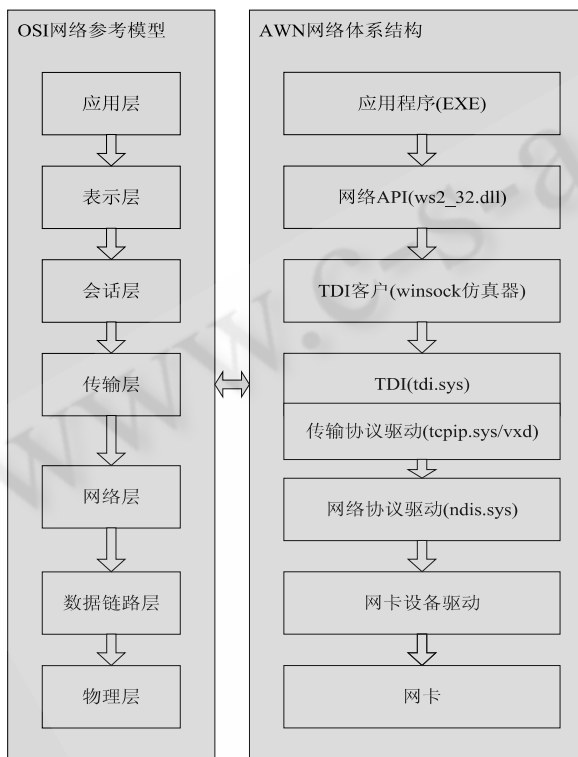 OSI网络参考模型
应用层
表示层
会话层
传输层
网络层
数据链路层
物理层
AWN网络体系结构
应用程序(EXE)
网络API(ws2_32.dll)
TDI客户(winsock仿真器)
TDI(tdi.sys)
传输协议驱动(tcpip.sys/vxd)
网络协议驱动(ndis.sys)
网卡设备驱动
网卡
www.c-s-a